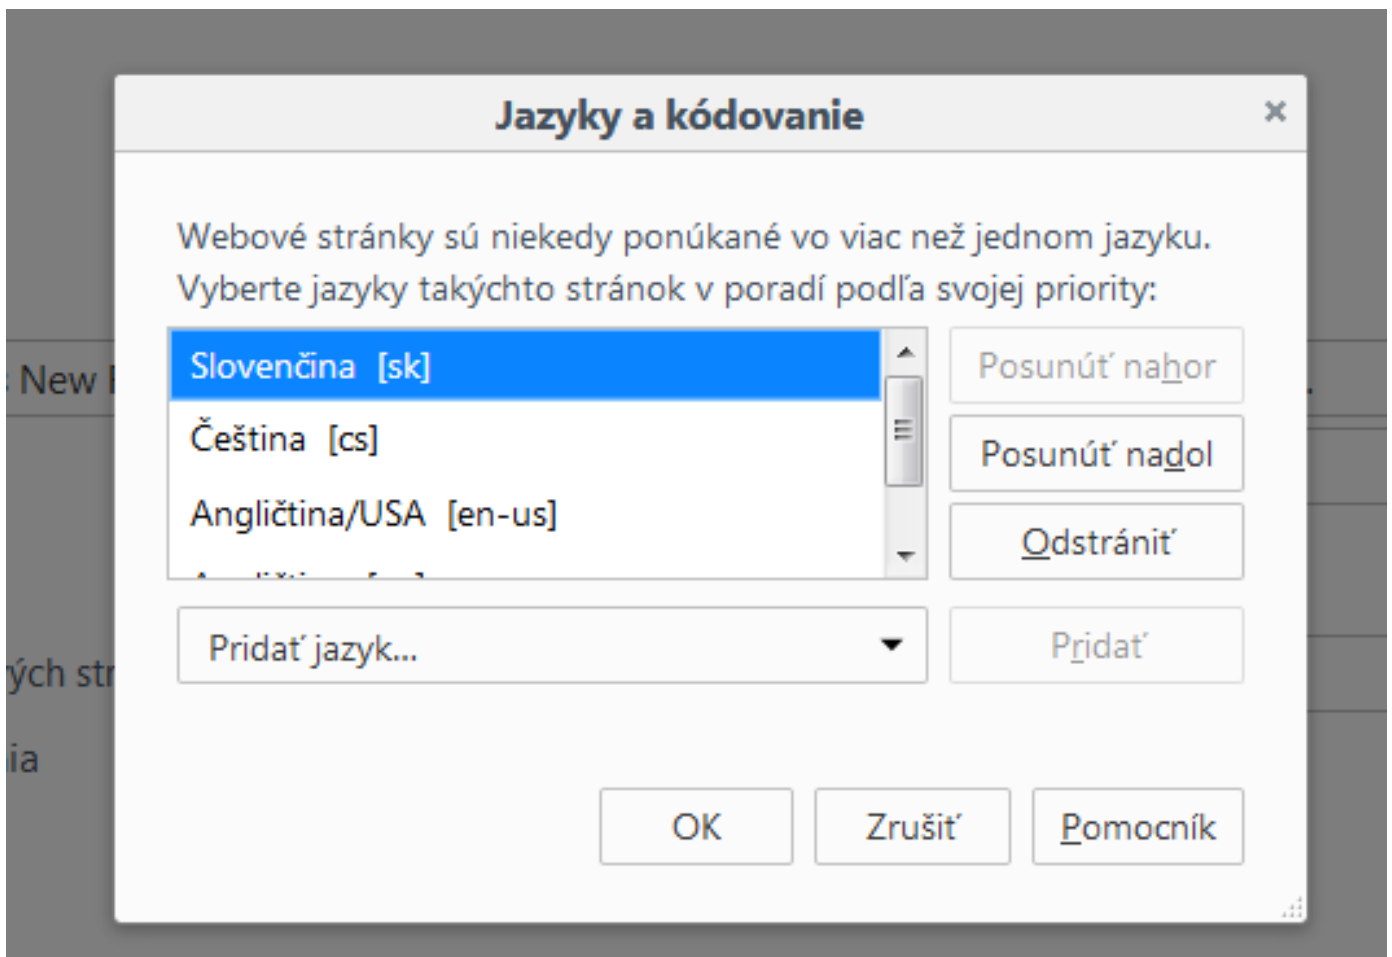 Jazyky a kódovanie
Webové stránky sú niekedy ponúkané vo viac než jednom jazyku.
Vyberte jazyky takýchto stránok v poradí podľa svojej priority:
Slovenčina [sk]
Posunúť nahor
New
Čeština [cs]
Posunúť nadol
Angličtina/USA [en-us]
Odstrániť
Pridať jazyk...
Pridať
ých str
nia
OK
Zrušiť
Pomocník